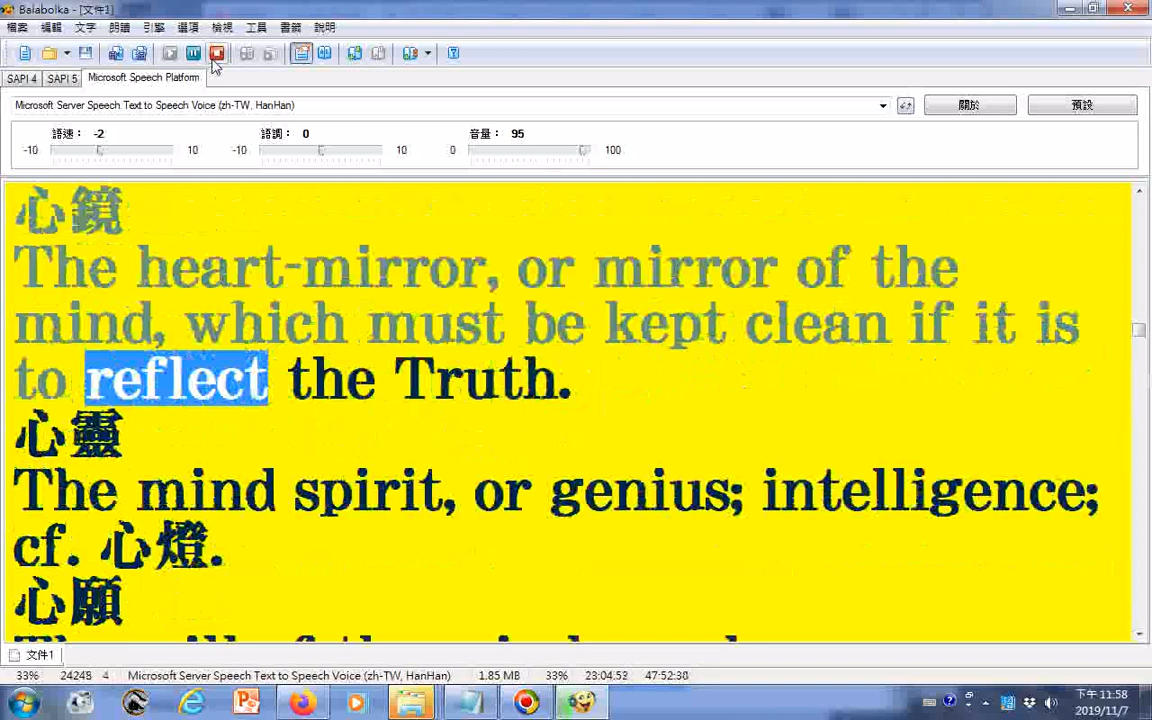 Balabolka - [文件1]
檔案 編輯 文字 朗讀 引擎 選項 檢視 工具 書籤 說明
SAPI 4 SAPI 5 Microsoft Speech Platform
Microsoft Server Speech Text to Speech Voice (zh-TW, HanHan) 關於 預設
語速： -2 語調： 0 音量： 95
-10 10 -10 10 0 100
心鏡
The heart-mirror, or mirror of the
mind, which must be kept clean if it is
to reflect the Truth.
心靈
The mind spirit, or genius; intelligence;
cf. 心燈.
心願
文件1
33% 24248 4 Microsoft Server Speech Text to Speech Voice (zh-TW, HanHan) 1.85 MB 33% 23:04:52 47:52:38
下午 11:58
2019/11/7